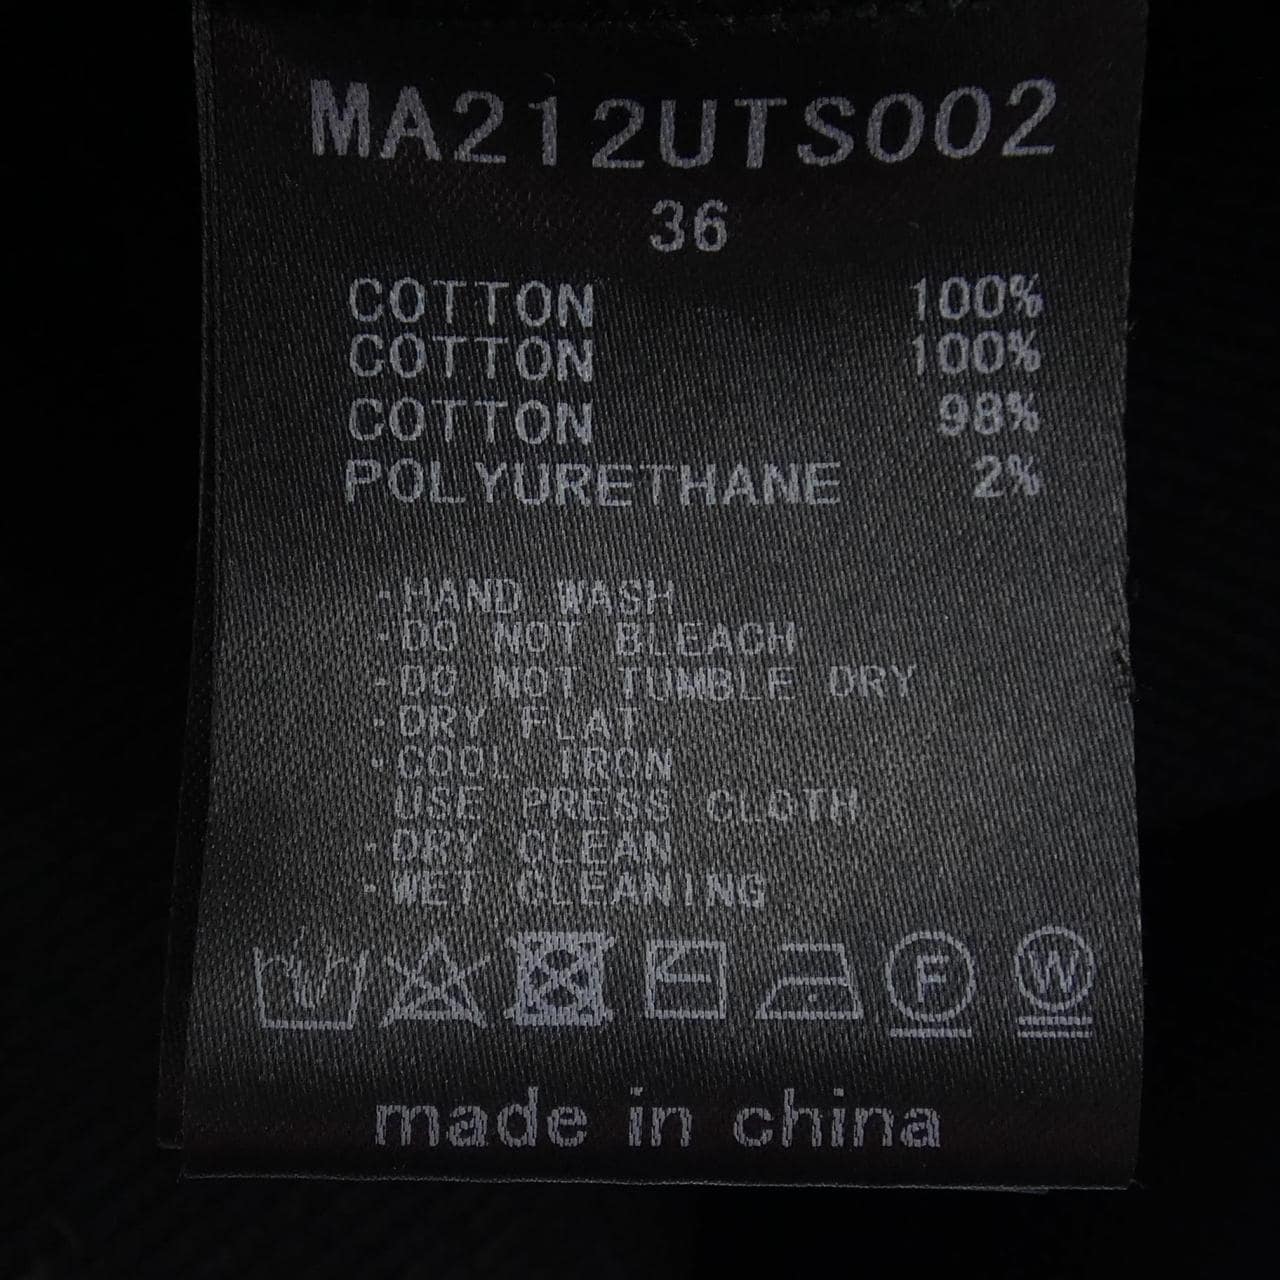 MA212UTS002
36
COTTON 100%
COTTON 100%
COTTON 98%
POLYURETHANE 2%
·HAND WASH
·DO NOT BLEACH
·DO NOT TUMBLE DRY
·DRY FLAT
·COOL IRON
USE PRESS CLOTH
·DRY CLEAN
·WET CLEANING
F W
made in china